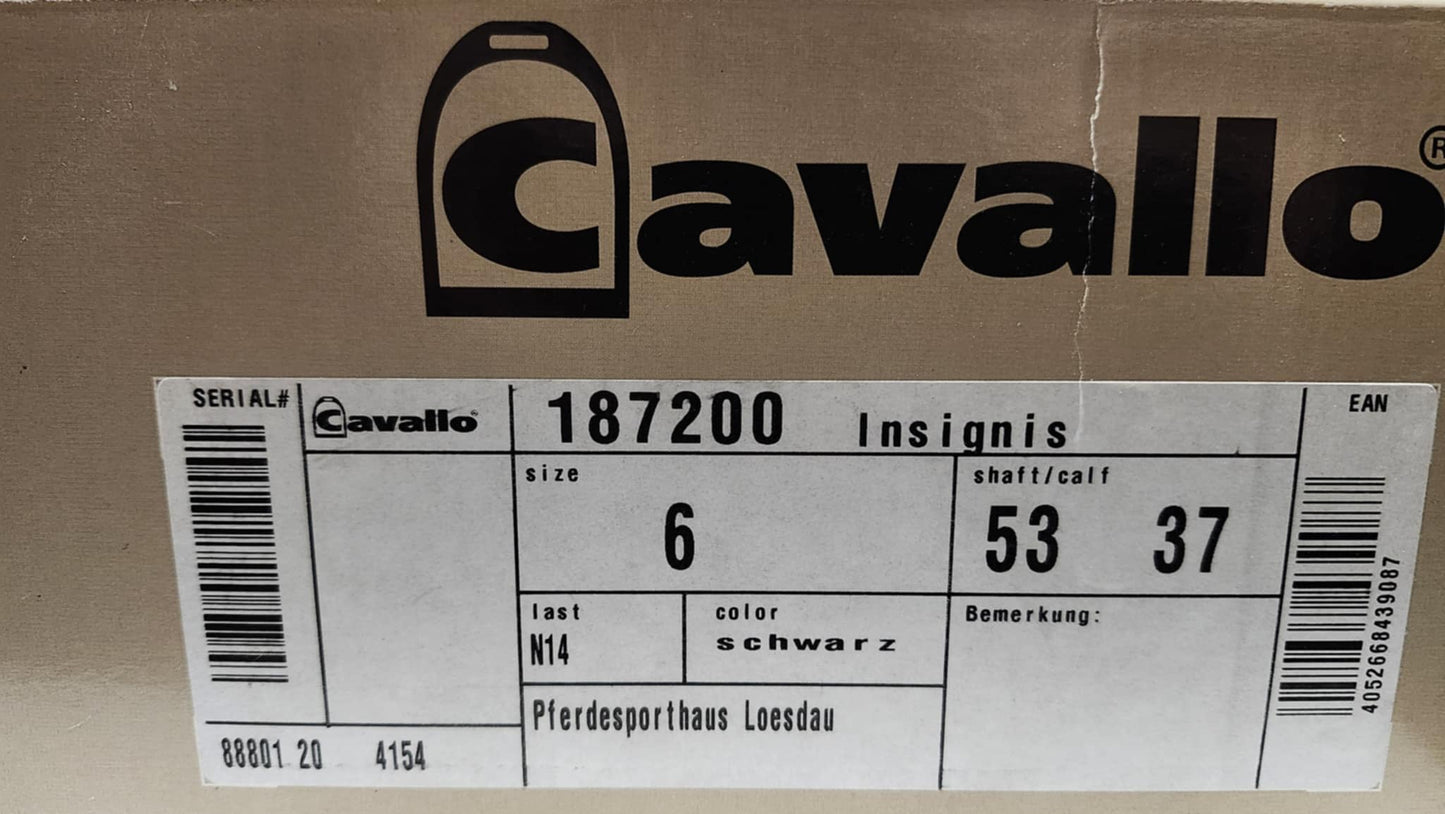 Cavallo®
SERIAL#
Cavallo®
187200 Insignis
EAN
size
6
shaft/calf
53 37
last
N14
color
schwarz
Bemerkung:
Pferdesporthaus Loesdau
88801 20 4154
4052668439087